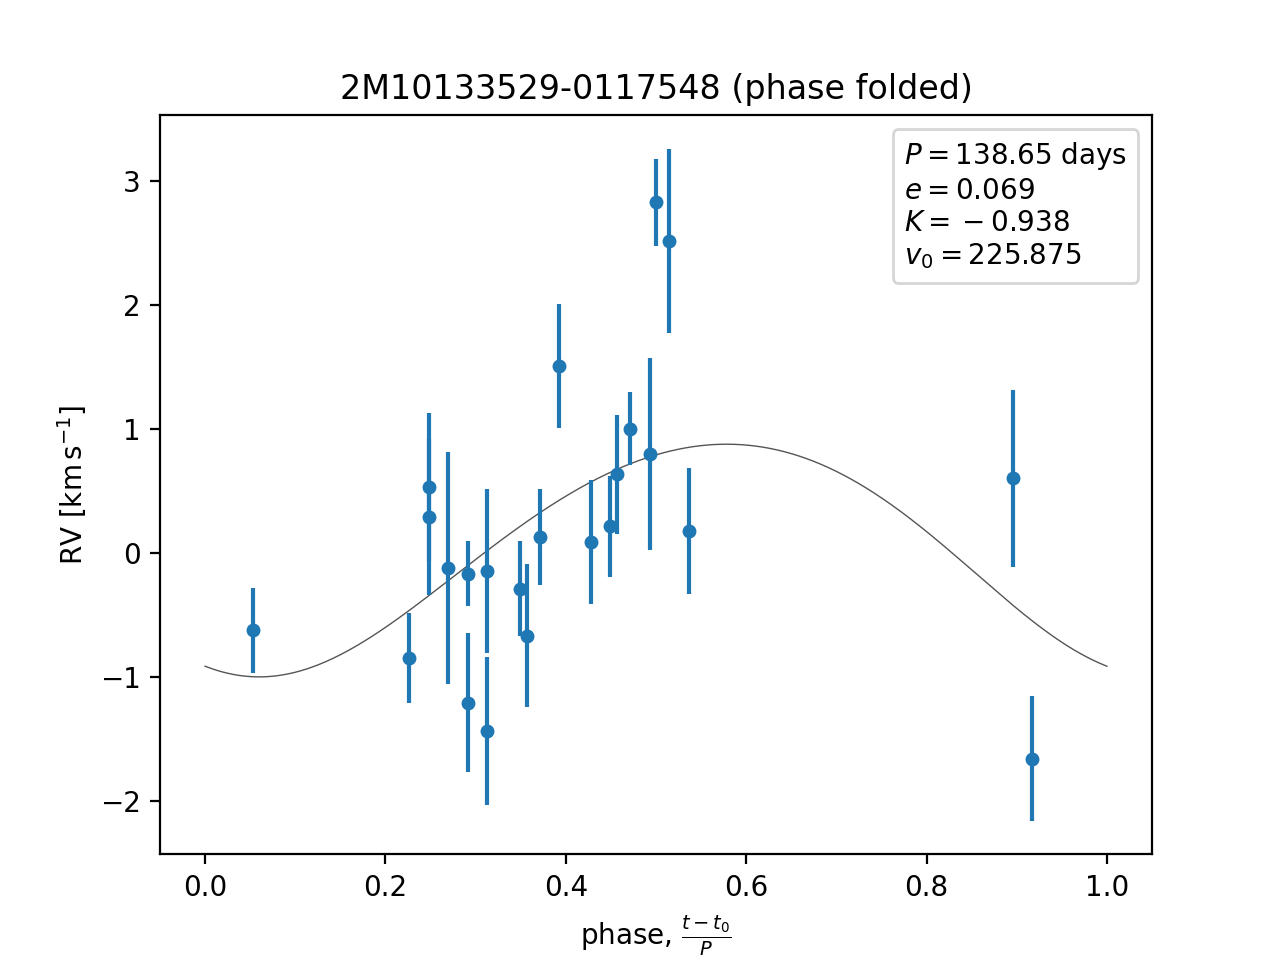 2M10133529-0117548 (phase folded)
P = 138.65 days
e = 0.069
K = −0.938
v₀ = 225.875
RV [km s⁻¹]
3
2
1
0
−1
−2
0.0 0.2 0.4 0.6 0.8 1.0
phase, (t − t₀)/P